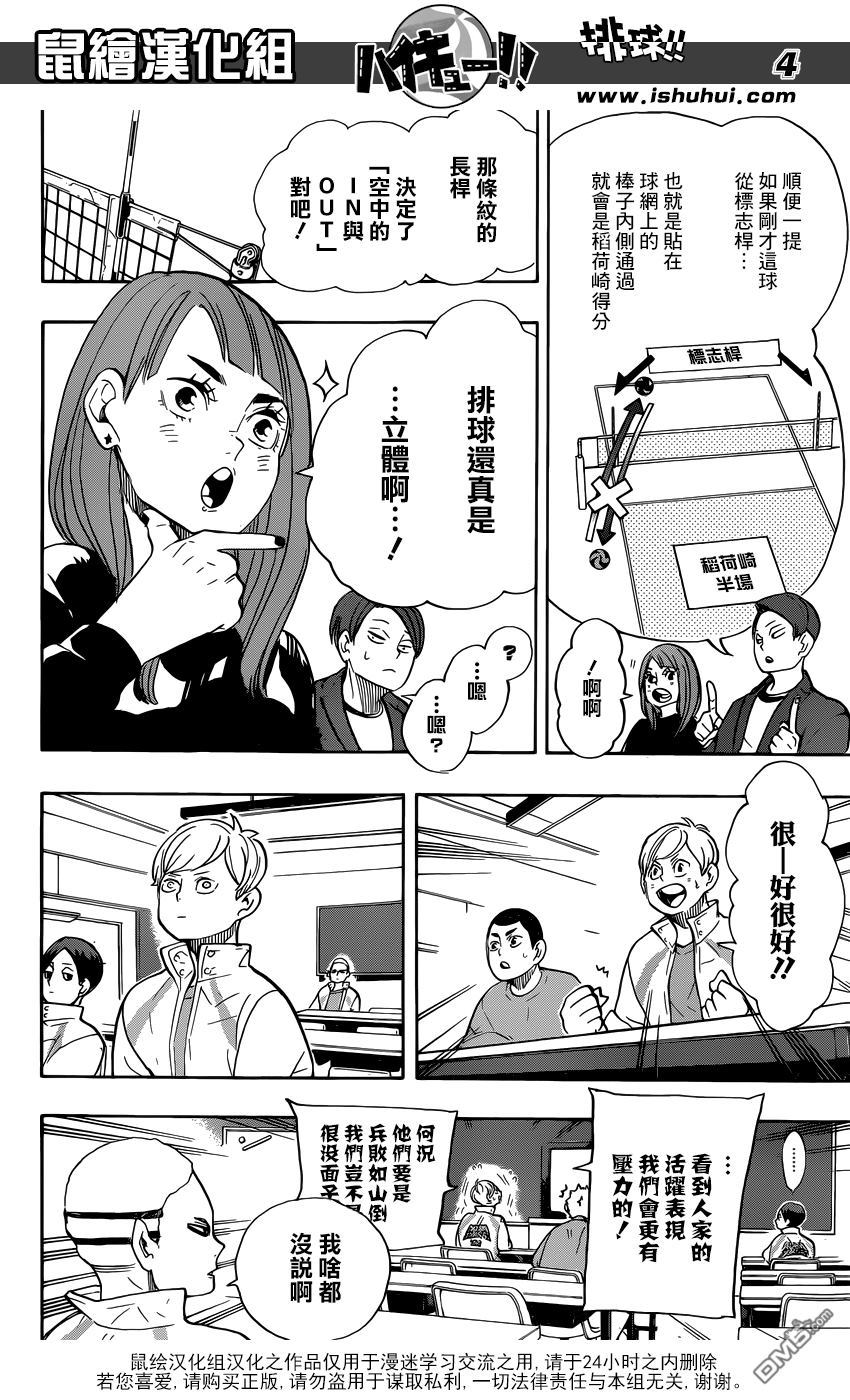 鼠繪漢化組
ハイキュー!!
排球!!
4
www.ishuhui.com
順便一提
如果剛才這球
從標志桿…
也就是貼在
球網上的
棒子內側通過
就會是稻荷崎得分
標志桿
稻荷崎
半場
！啊啊
那條紋的
長桿
決定了
「空中的
IN與
OUT」
對吧！
排球還真是
…立體啊…！
？
…嗯
…嗯？
很—好很好!!
……
…
看到人家的
活躍表現
我們會更有
壓力的！
何況
他們要是
兵敗如山倒
我們豈不是
很没面子
我啥都
沒説啊
鼠绘汉化组汉化之作品仅用于漫迷学习交流之用, 请于24小时之内删除
若您喜爱, 请购买正版, 请勿卖用于谋取私利, 一切法律责任与本组无关, 谢谢.
DM5.com